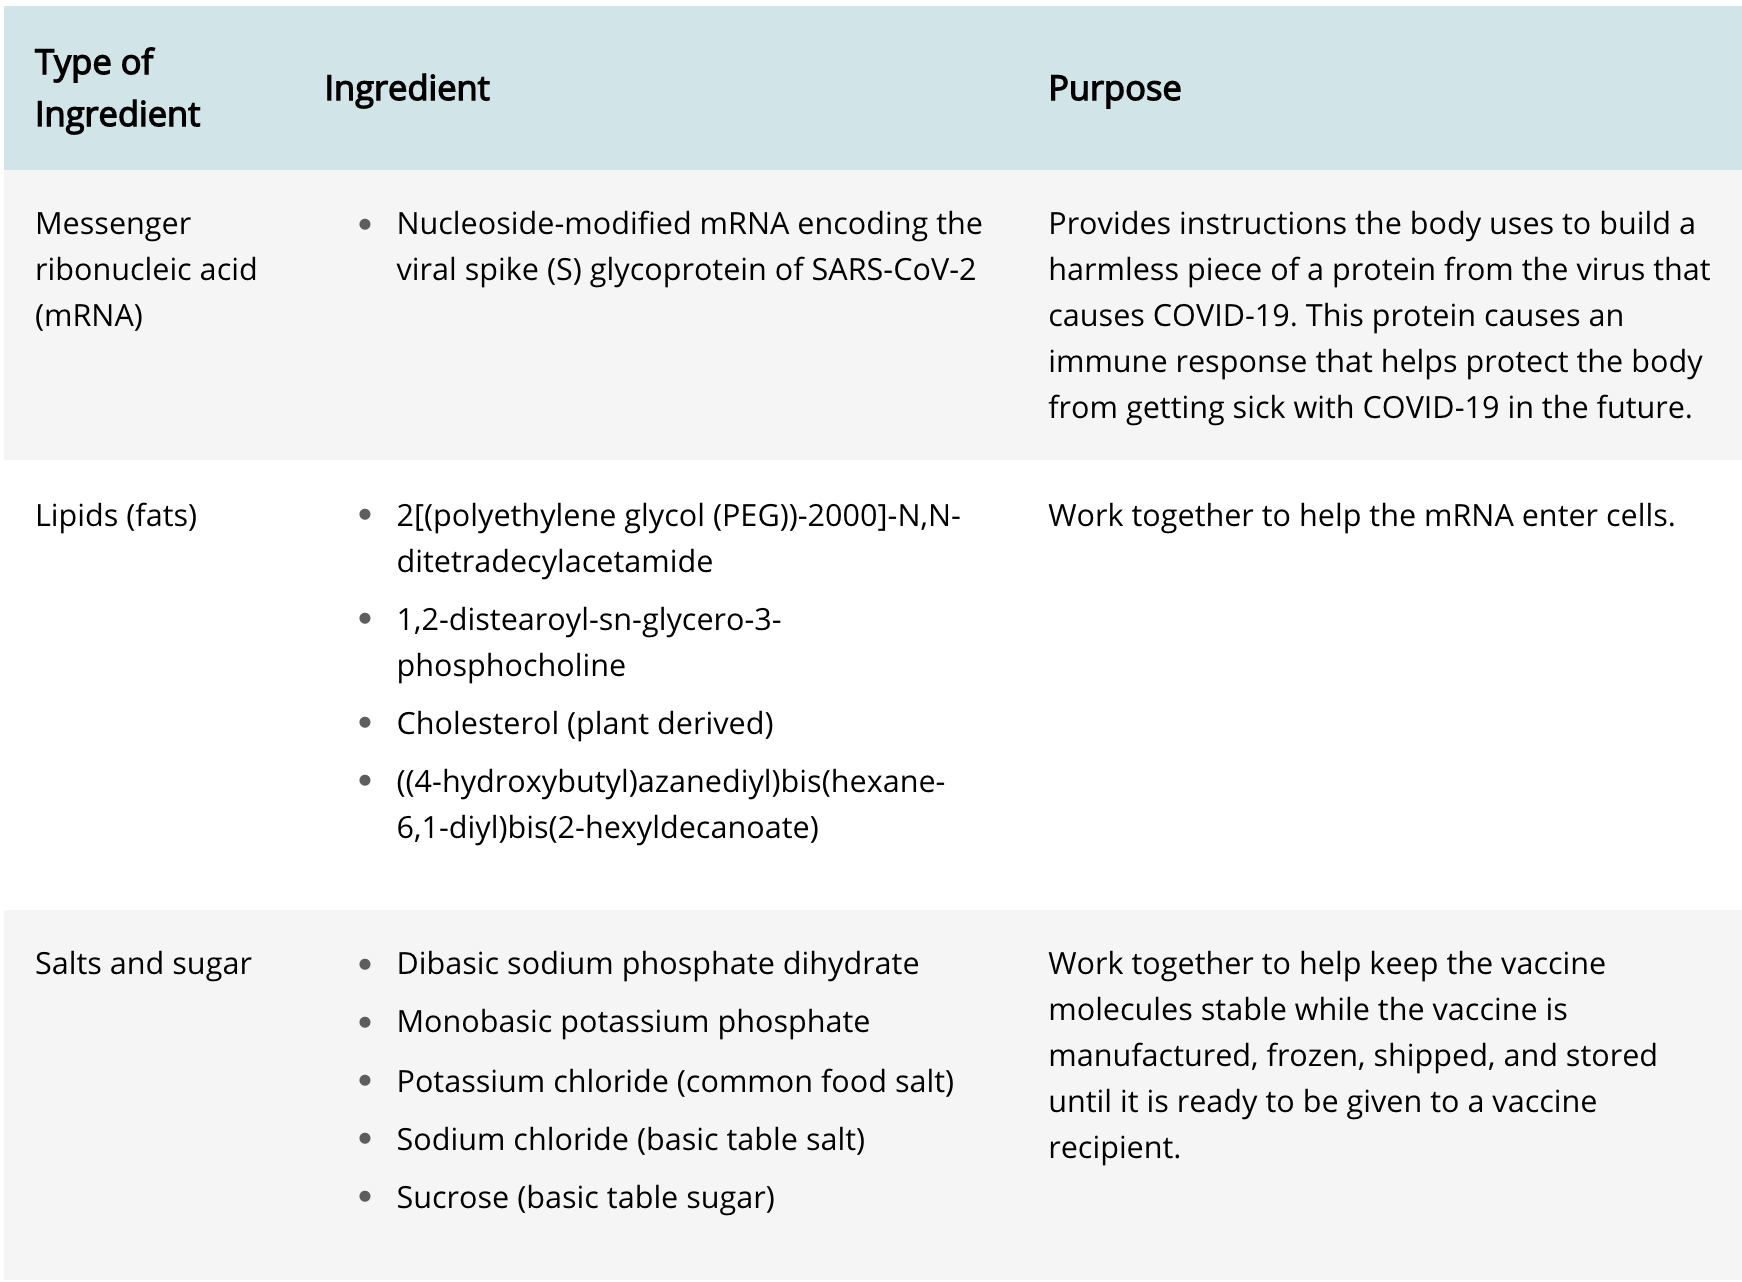 Type of
Ingredient
Ingredient
Purpose
Messenger
ribonucleic acid
(mRNA)
• Nucleoside-modified mRNA encoding the
viral spike (S) glycoprotein of SARS-CoV-2
Provides instructions the body uses to build a
harmless piece of a protein from the virus that
causes COVID-19. This protein causes an
immune response that helps protect the body
from getting sick with COVID-19 in the future.
Lipids (fats)
• 2[(polyethylene glycol (PEG))-2000]-N,N-
ditetradecylacetamide
• 1,2-distearoyl-sn-glycero-3-
phosphocholine
• Cholesterol (plant derived)
• ((4-hydroxybutyl)azanediyl)bis(hexane-
6,1-diyl)bis(2-hexyldecanoate)
Work together to help the mRNA enter cells.
Salts and sugar
• Dibasic sodium phosphate dihydrate
• Monobasic potassium phosphate
• Potassium chloride (common food salt)
• Sodium chloride (basic table salt)
• Sucrose (basic table sugar)
Work together to help keep the vaccine
molecules stable while the vaccine is
manufactured, frozen, shipped, and stored
until it is ready to be given to a vaccine
recipient.